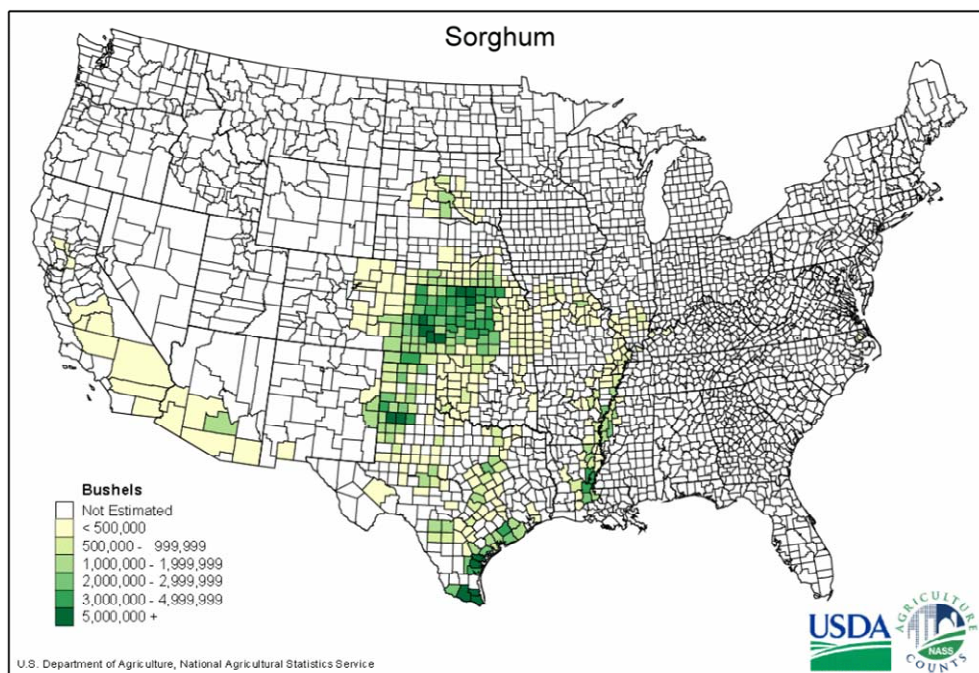 Sorghum
Bushels
Not Estimated
< 500,000
500,000 - 999,999
1,000,000 - 1,999,999
2,000,000 - 2,999,999
3,000,000 - 4,999,999
5,000,000 +
U.S. Department of Agriculture, National Agricultural Statistics Service
USDA
AGRICULTURE
NASS
COUNTS